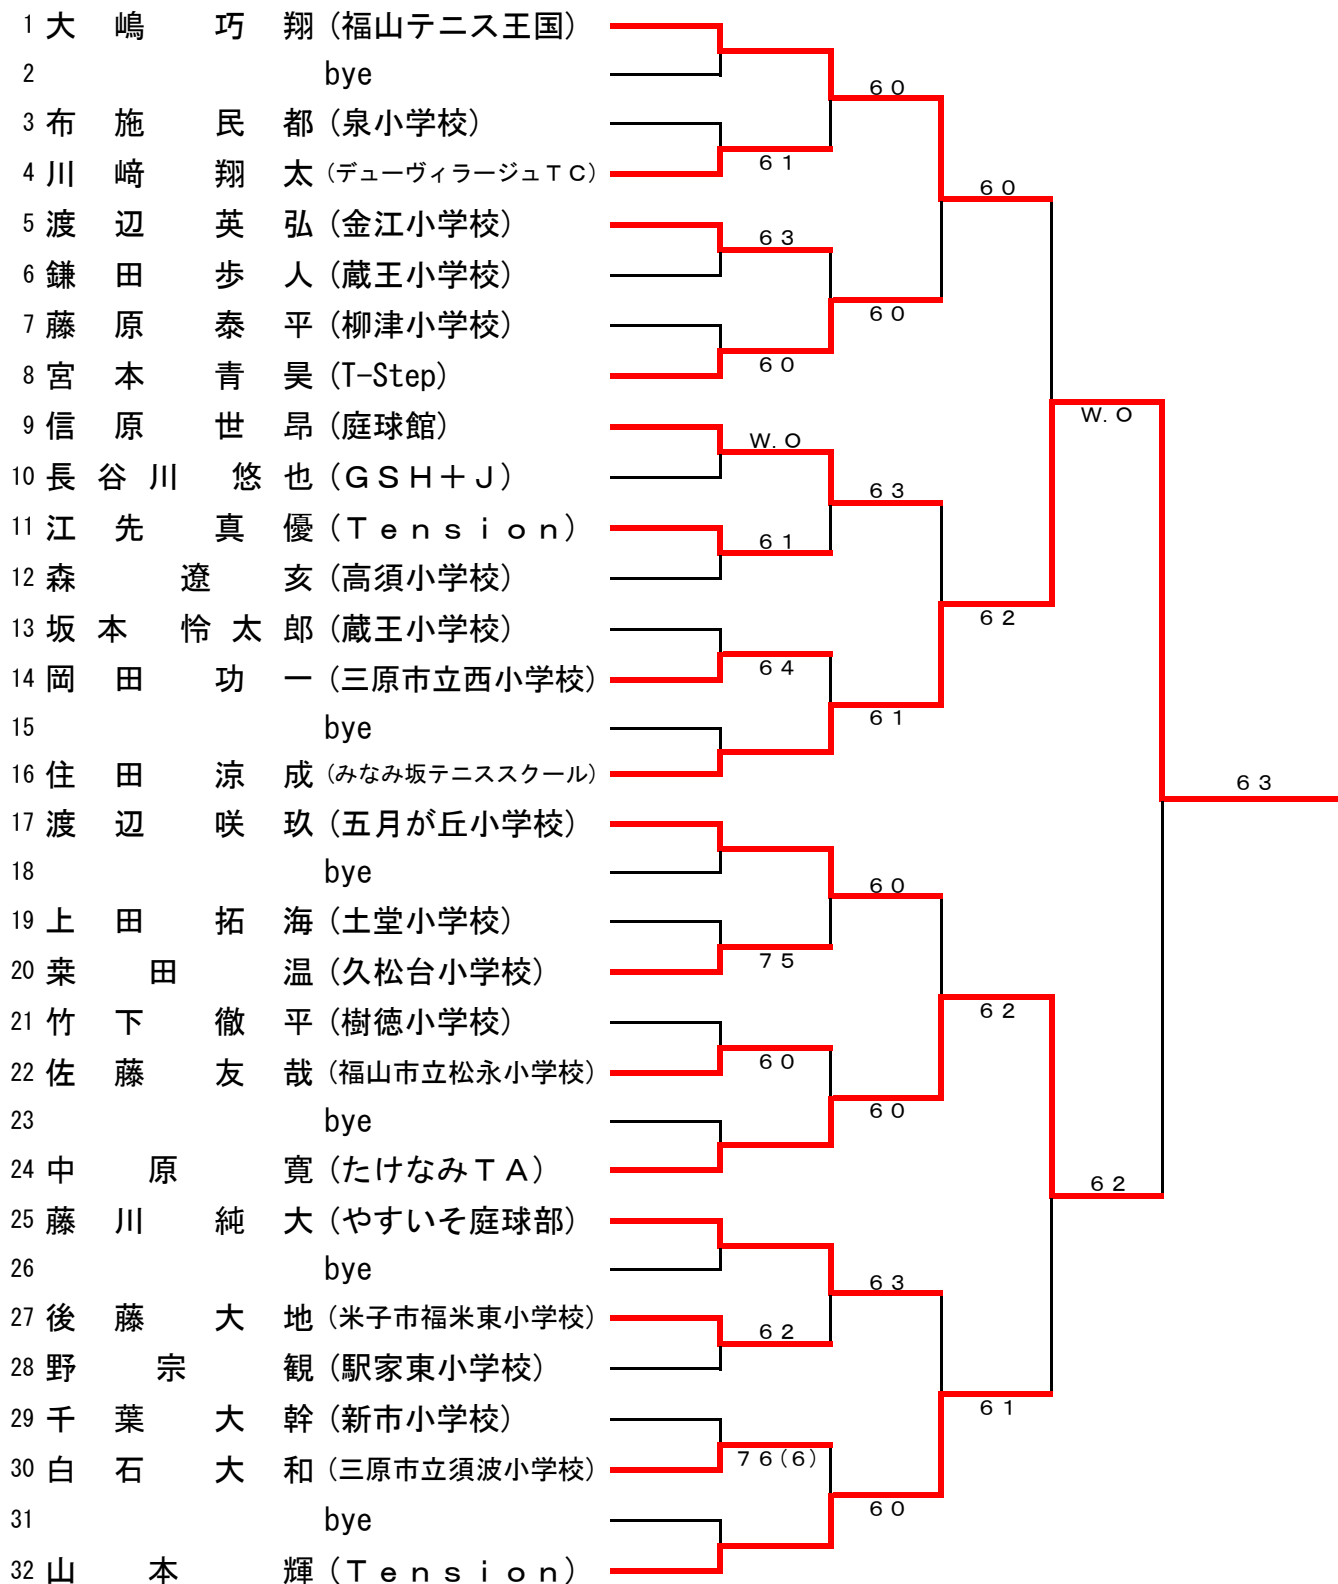 1 大嶋 巧翔 (福山テニス王国)
2 bye
60
3 布施 民都 (泉小学校)
61
4 川﨑 翔太 (デューヴィラージュTC)
60
5 渡辺 英弘 (金江小学校)
63
6 鎌田 歩人 (蔵王小学校)
7 藤原 泰平 (柳津小学校)
60
60
8 宮本 青昊 (T-Step)
9 信原 世昂 (庭球館)
W.O
W.O
10 長谷川 悠也 (GSH+J)
63
11 江先 真優 (Tension)
61
12 森 遼亥 (高須小学校)
13 坂本 怜太郎 (蔵王小学校)
62
64
14 岡田 功一 (三原市立西小学校)
15 bye
61
16 住田 涼成 (みなみ坂テニススクール)
63
17 渡辺 咲玖 (五月が丘小学校)
18 bye
60
19 上田 拓海 (土堂小学校)
75
20 桒田 温 (久松台小学校)
21 竹下 徹平 (樹徳小学校)
62
60
22 佐藤 友哉 (福山市立松永小学校)
23 bye
60
24 中原 寛 (たけなみTA)
62
25 藤川 純大 (やすいそ庭球部)
26 bye
63
27 後藤 大地 (米子市福米東小学校)
62
28 野宗 観 (駅家東小学校)
29 千葉 大幹 (新市小学校)
61
76(6)
30 白石 大和 (三原市立須波小学校)
31 bye
60
32 山本 輝 (Tension)